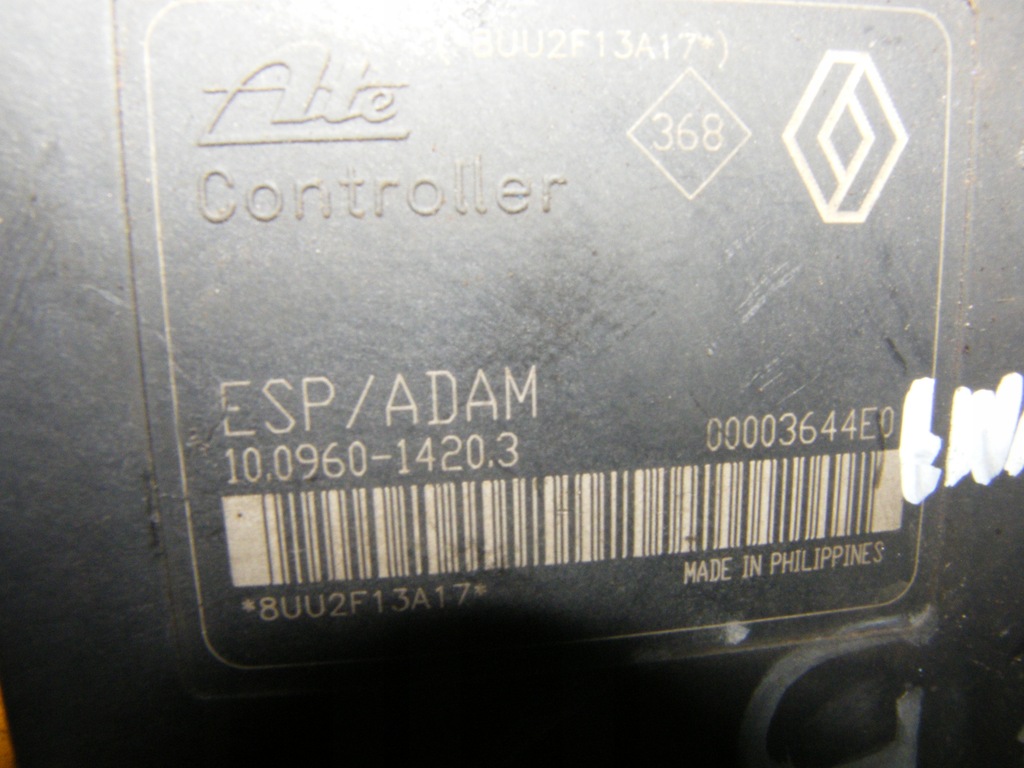 (*8UU2F13A17*)
Ate
368
Controller
ESP/ADAM
10.0960-1420.3
00003644E0
MADE IN PHILIPPINES
*8UU2F13A17*